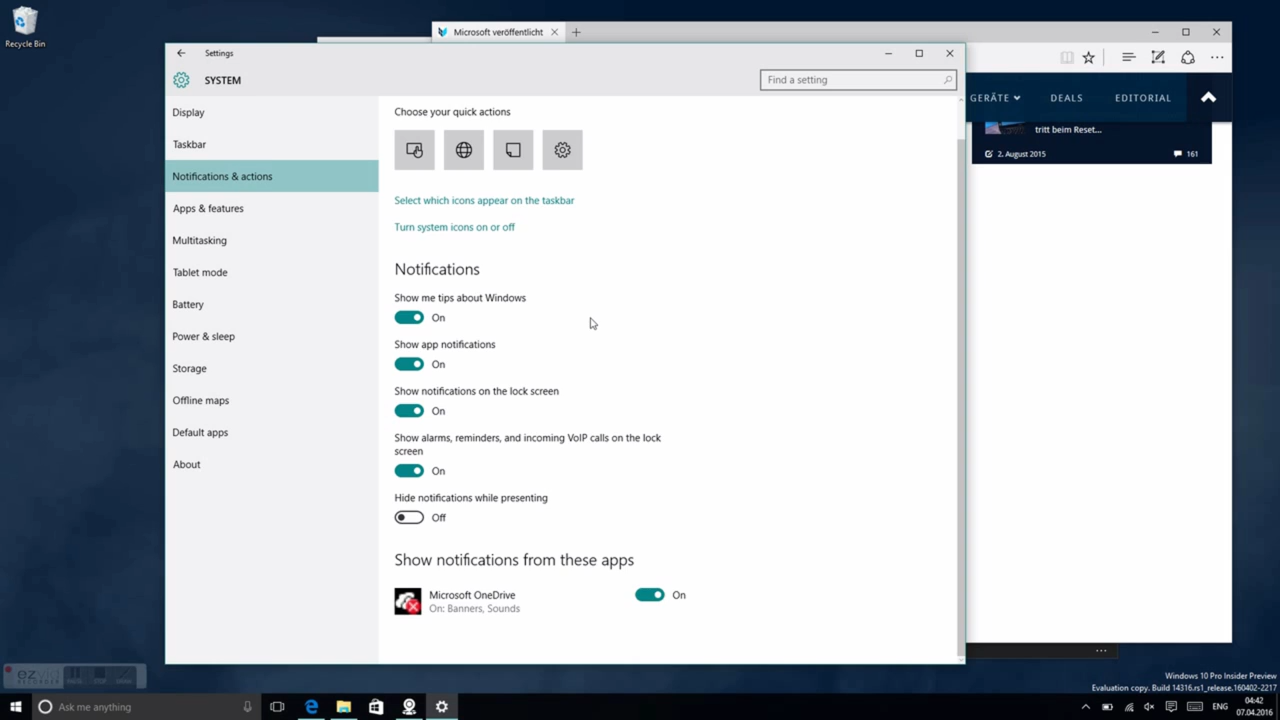 Recycle Bin
Microsoft veröffentlicht
Settings
SYSTEM
Find a setting
Display
Taskbar
Notifications & actions
Apps & features
Multitasking
Tablet mode
Battery
Power & sleep
Storage
Offline maps
Default apps
About
Choose your quick actions
Select which icons appear on the taskbar
Turn system icons on or off
Notifications
Show me tips about Windows
On
Show app notifications
On
Show notifications on the lock screen
On
Show alarms, reminders, and incoming VoIP calls on the lock
screen
On
Hide notifications while presenting
Off
Show notifications from these apps
Microsoft OneDrive
On
On: Banners, Sounds
GERÄTE
DEALS
EDITORIAL
tritt beim Reset...
2. August 2015
161
ezvid
RECORDER
Windows 10 Pro Insider Preview
Evaluation copy. Build 14316.rs1_release.160402-2217
Ask me anything
ENG
04:42
07.04.2016